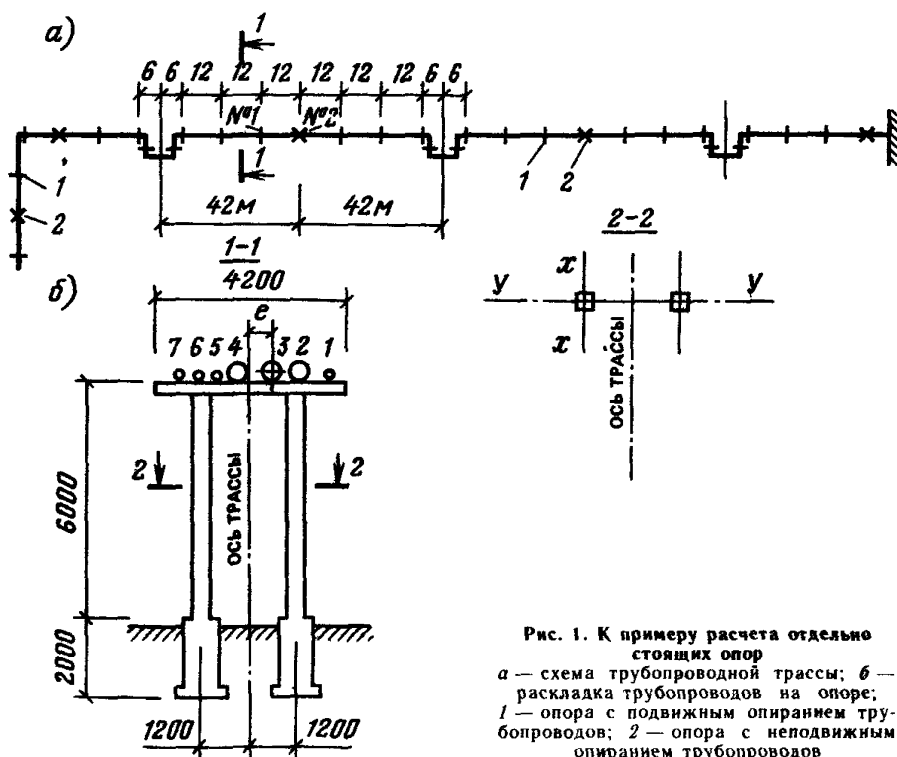 а)
1
6 6 12 12 12 12 12 12 6 6
№1 №2
1
1 2
1 2
42м 42м
1-1
4200
2-2
б)
е
7 6 5 4 3 2 1
x
У У
x
ОСЬ ТРАССЫ
2 2
6000
ОСЬ ТРАССЫ
2000
1200 1200
Рис. 1. К примеру расчета отдельно
стоящих опор
а — схема трубопроводной трассы; б —
раскладка трубопроводов на опоре;
1 — опора с подвижным опиранием тру-
бопроводов; 2 — опора с неподвижным
опиранием трубопроводов